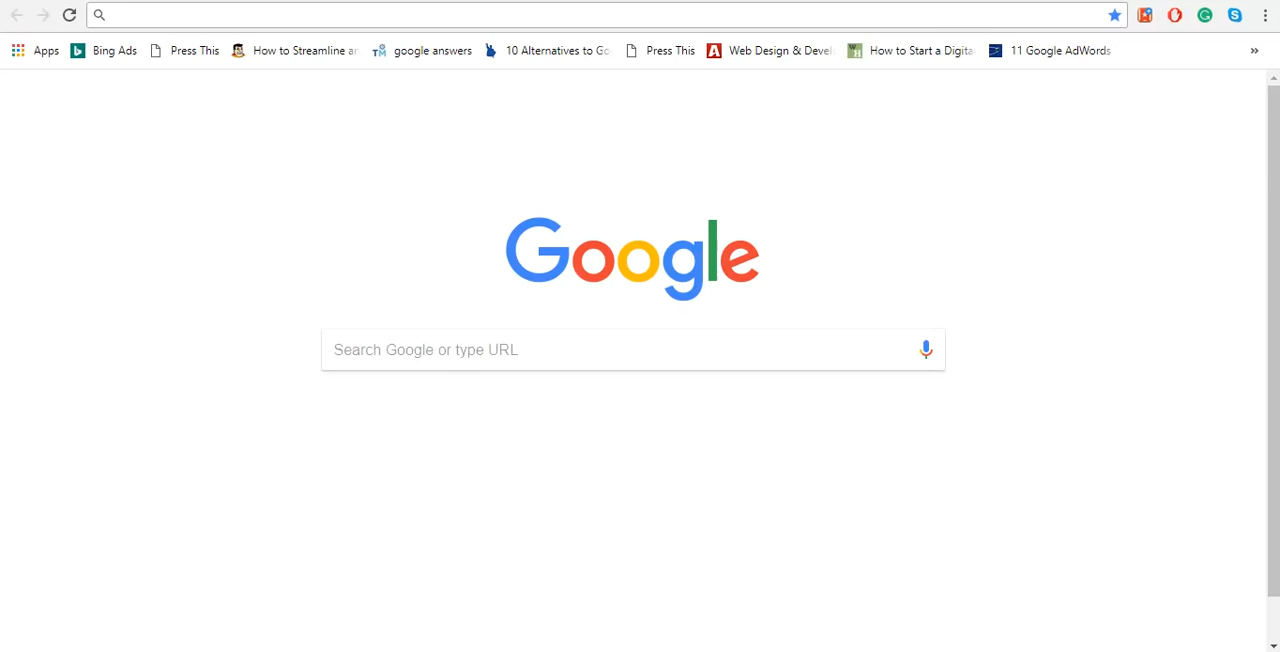 Apps Bing Ads Press This How to Streamline ar google answers 10 Alternatives to Go Press This Web Design & Devel How to Start a Digita 11 Google AdWords »
Google
Search Google or type URL